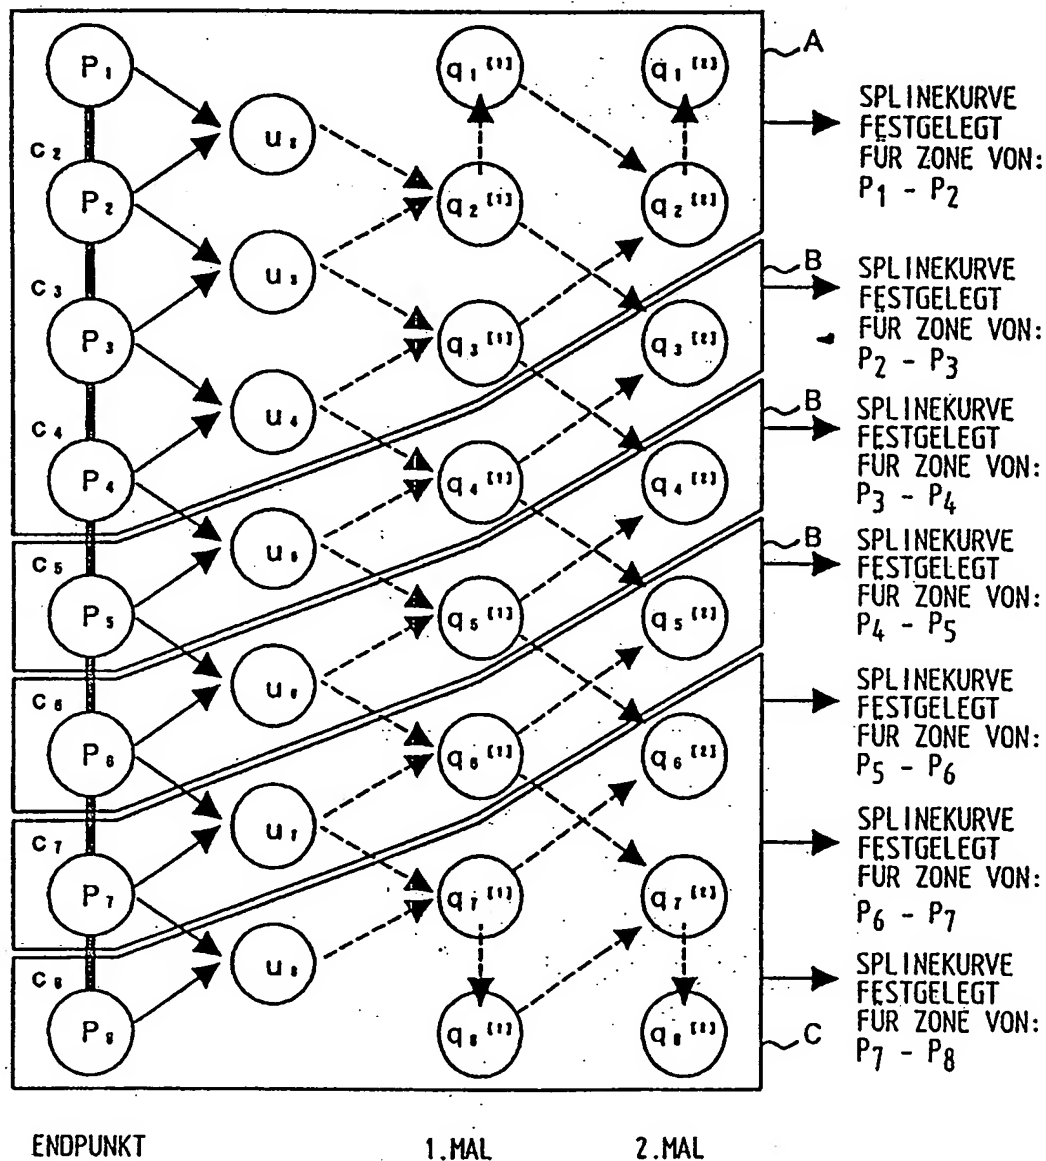 P₁
q₁[1]
q₁[2]
A
u₂
SPLINEKURVE
FESTGELEGT
FÜR ZONE VON:
P₁ - P₂
c₂
P₂
q₂[1]
q₂[2]
u₃
B
SPLINEKURVE
FESTGELEGT
FÜR ZONE VON:
P₂ - P₃
c₃
P₃
q₃[1]
q₃[2]
u₄
B
SPLINEKURVE
FESTGELEGT
FÜR ZONE VON:
P₃ - P₄
c₄
P₄
q₄[1]
q₄[2]
u₅
B
SPLINEKURVE
FESTGELEGT
FÜR ZONE VON:
P₄ - P₅
c₅
P₅
q₅[1]
q₅[2]
u₆
SPLINEKURVE
FESTGELEGT
FÜR ZONE VON:
P₅ - P₆
c₆
P₆
q₆[1]
q₆[2]
u₇
SPLINEKURVE
FESTGELEGT
FÜR ZONE VON:
P₆ - P₇
c₇
P₇
q₇[1]
q₇[2]
u₈
SPLINEKURVE
FESTGELEGT
FÜR ZONE VON:
P₇ - P₈
c₈
P₈
q₈[1]
q₈[2]
C
ENDPUNKT
1.MAL
2.MAL